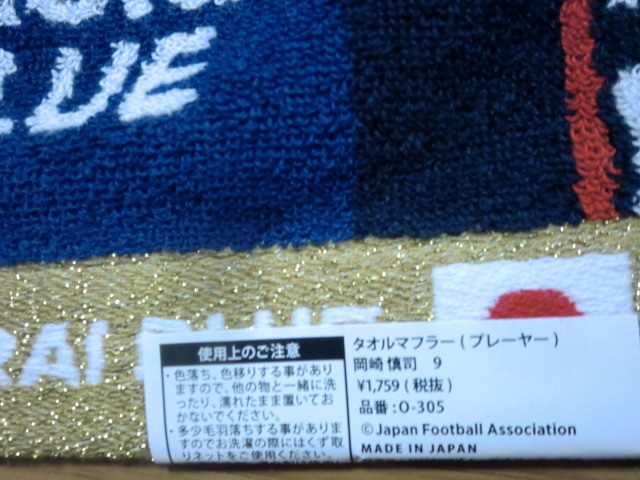 LUE
RAI BLUE
使用上のご注意
・色落ち、色移りする事があり
ますので、他の物と一緒に洗
ったり、濡れたまま置いてお
かないでください。
・多少毛羽落ちする事がありま
すのでお洗濯の際にはくず取
りネットをご使用ください。
タオルマフラー(プレーヤー)
岡崎 慎司 9
¥1,759 (税抜)
品番:O-305
©Japan Football Association
MADE IN JAPAN